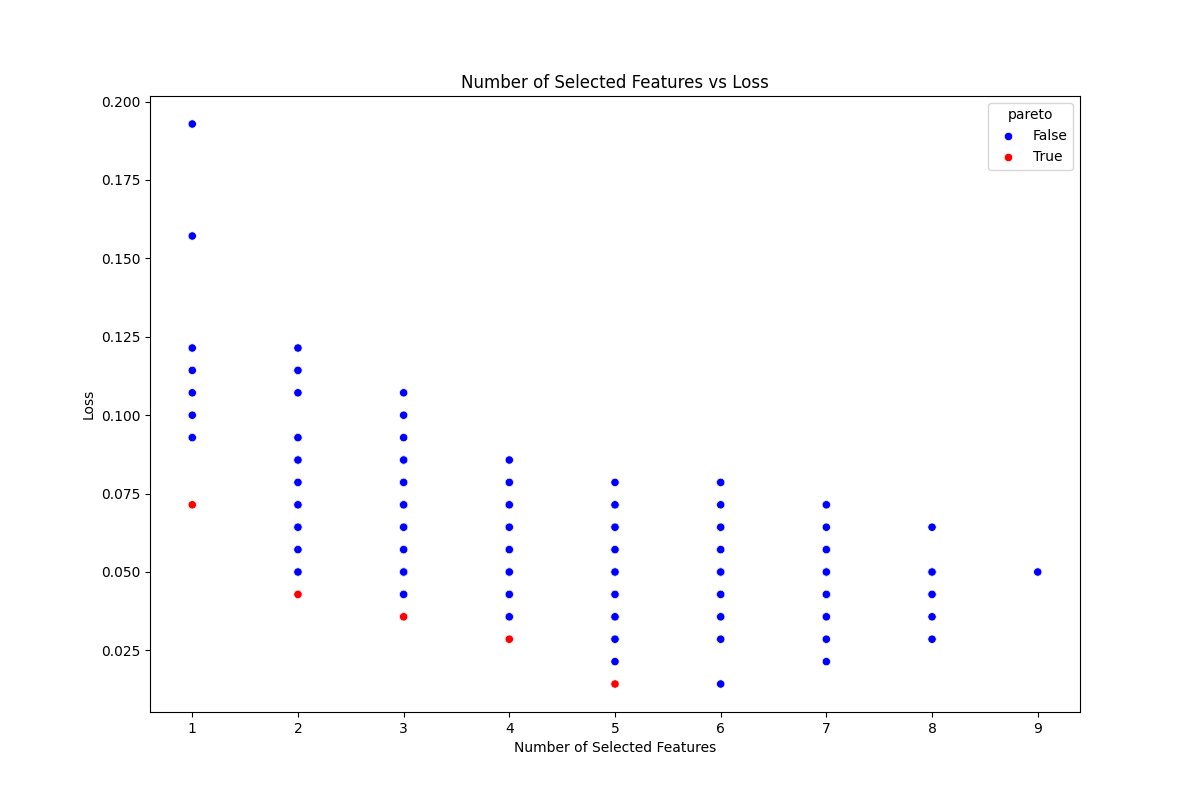 Number of Selected Features vs Loss
pareto
False
True
Loss
0.200
0.175
0.150
0.125
0.100
0.075
0.050
0.025
1 2 3 4 5 6 7 8 9
Number of Selected Features